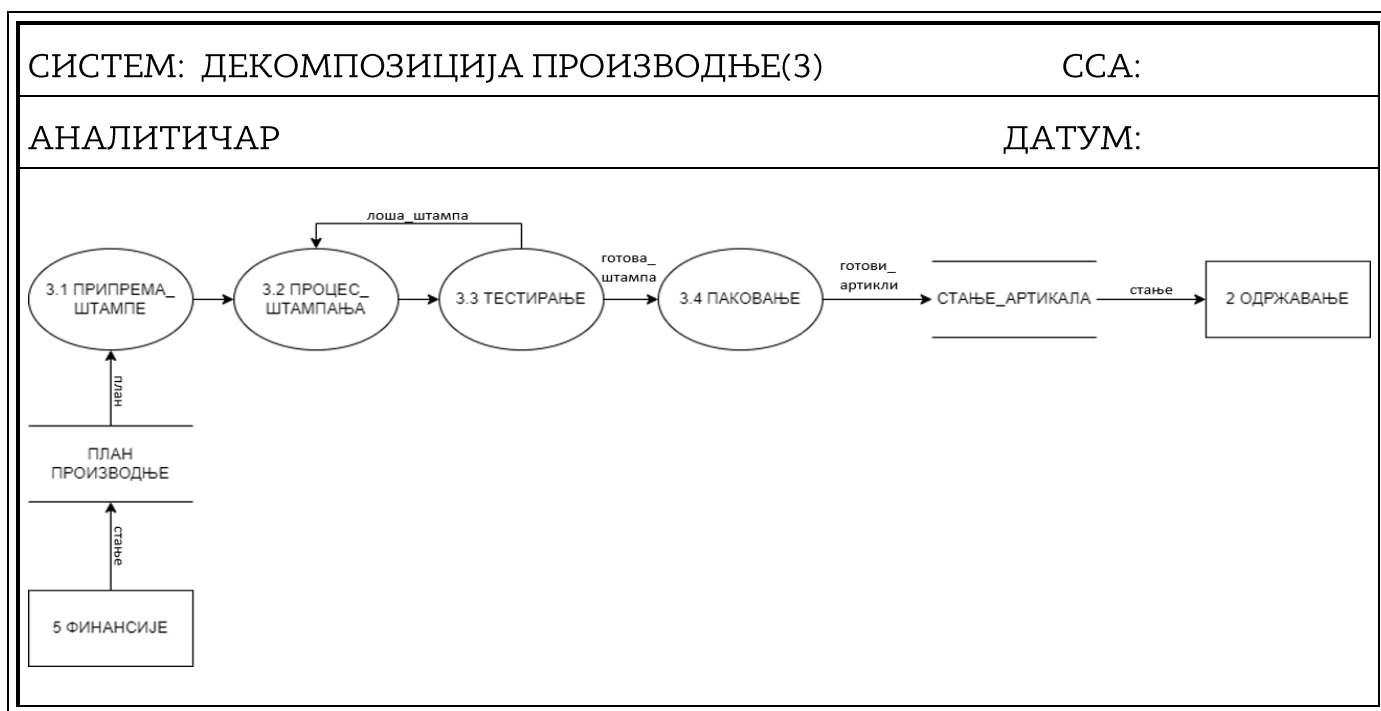 СИСТЕМ: ДЕКОМПОЗИЦИЈА ПРОИЗВОДЊЕ(3) ССА:
АНАЛИТИЧАР ДАТУМ:
лоша_штампа
3.1 ПРИПРЕМА_
ШТАМПЕ
3.2 ПРОЦЕС_
ШТАМПАЊА
3.3 ТЕСТИРАЊЕ
готова_
штампа
3.4 ПАКОВАЊЕ
готови_
артикли
СТАЊЕ_АРТИКАЛА
стање
2 ОДРЖАВАЊЕ
план
ПЛАН
ПРОИЗВОДЊЕ
стање
5 ФИНАНСИЈЕ